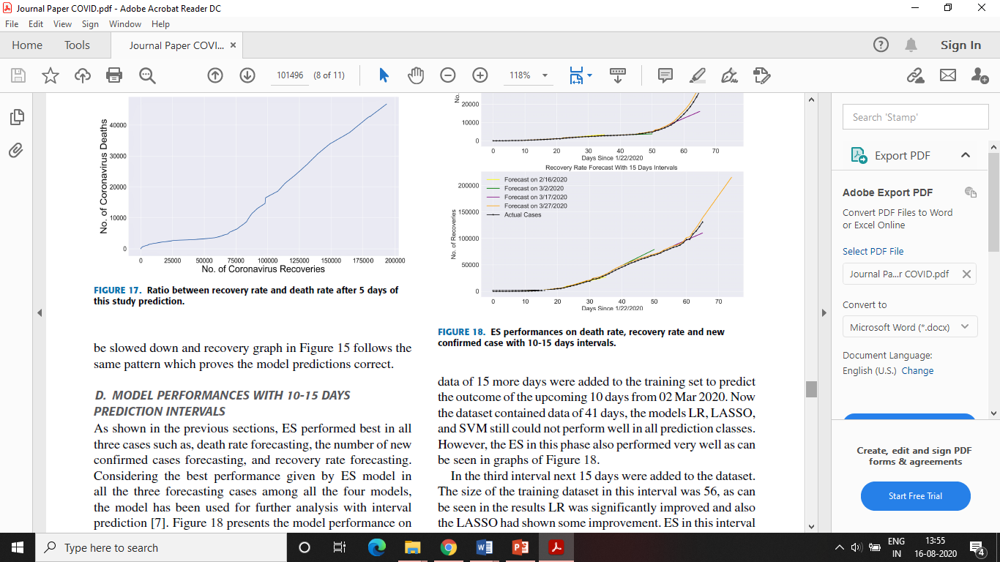 Journal Paper COVID.pdf - Adobe Acrobat Reader DC
File Edit View Sign Window Help
Home Tools Journal Paper COVI... × Sign In
101496 (8 of 11) 118%
No. of Coronavirus Deaths
40000
30000
20000
10000
0
0 25000 50000 75000 100000 125000 150000 175000 200000
No. of Coronavirus Recoveries
FIGURE 17. Ratio between recovery rate and death rate after 5 days of
this study prediction.
be slowed down and recovery graph in Figure 15 follows the
same pattern which proves the model predictions correct.
D. MODEL PERFORMANCES WITH 10-15 DAYS
PREDICTION INTERVALS
As shown in the previous sections, ES performed best in all
three cases such as, death rate forecasting, the number of new
confirmed cases forecasting, and recovery rate forecasting.
Considering the best performance given by ES model in
all the three forecasting cases among all the four models,
the model has been used for further analysis with interval
prediction [7]. Figure 18 presents the model performance on
No.
20000
10000
0
0 10 20 30 40 50 60 70
Days Since 1/22/2020
Recovery Rate Forecast With 15 Days Intervals
Forecast on 2/16/2020
Forecast on 3/2/2020
Forecast on 3/17/2020
Forecast on 3/27/2020
Actual Cases
No. of Recoveries
200000
150000
100000
50000
0
0 10 20 30 40 50 60 70
Days Since 1/22/2020
FIGURE 18. ES performances on death rate, recovery rate and new
confirmed case with 10-15 days intervals.
data of 15 more days were added to the training set to predict
the outcome of the upcoming 10 days from 02 Mar 2020. Now
the dataset contained data of 41 days, the models LR, LASSO,
and SVM still could not perform well in all prediction classes.
However, the ES in this phase also performed very well as can
be seen in graphs of Figure 18.
In the third interval next 15 days were added to the dataset.
The size of the training dataset in this interval was 56, as can
be seen in the results LR was significantly improved and also
the LASSO had shown some improvement. ES in this interval
Search 'Stamp'
Export PDF
Adobe Export PDF
Convert PDF Files to Word
or Excel Online
Select PDF File
Journal Pa...r COVID.pdf
Convert to
Microsoft Word (*.docx)
Document Language:
English (U.S.) Change
Create, edit and sign PDF
forms & agreements
Start Free Trial
Type here to search
ENG
IN
13:55
16-08-2020
4